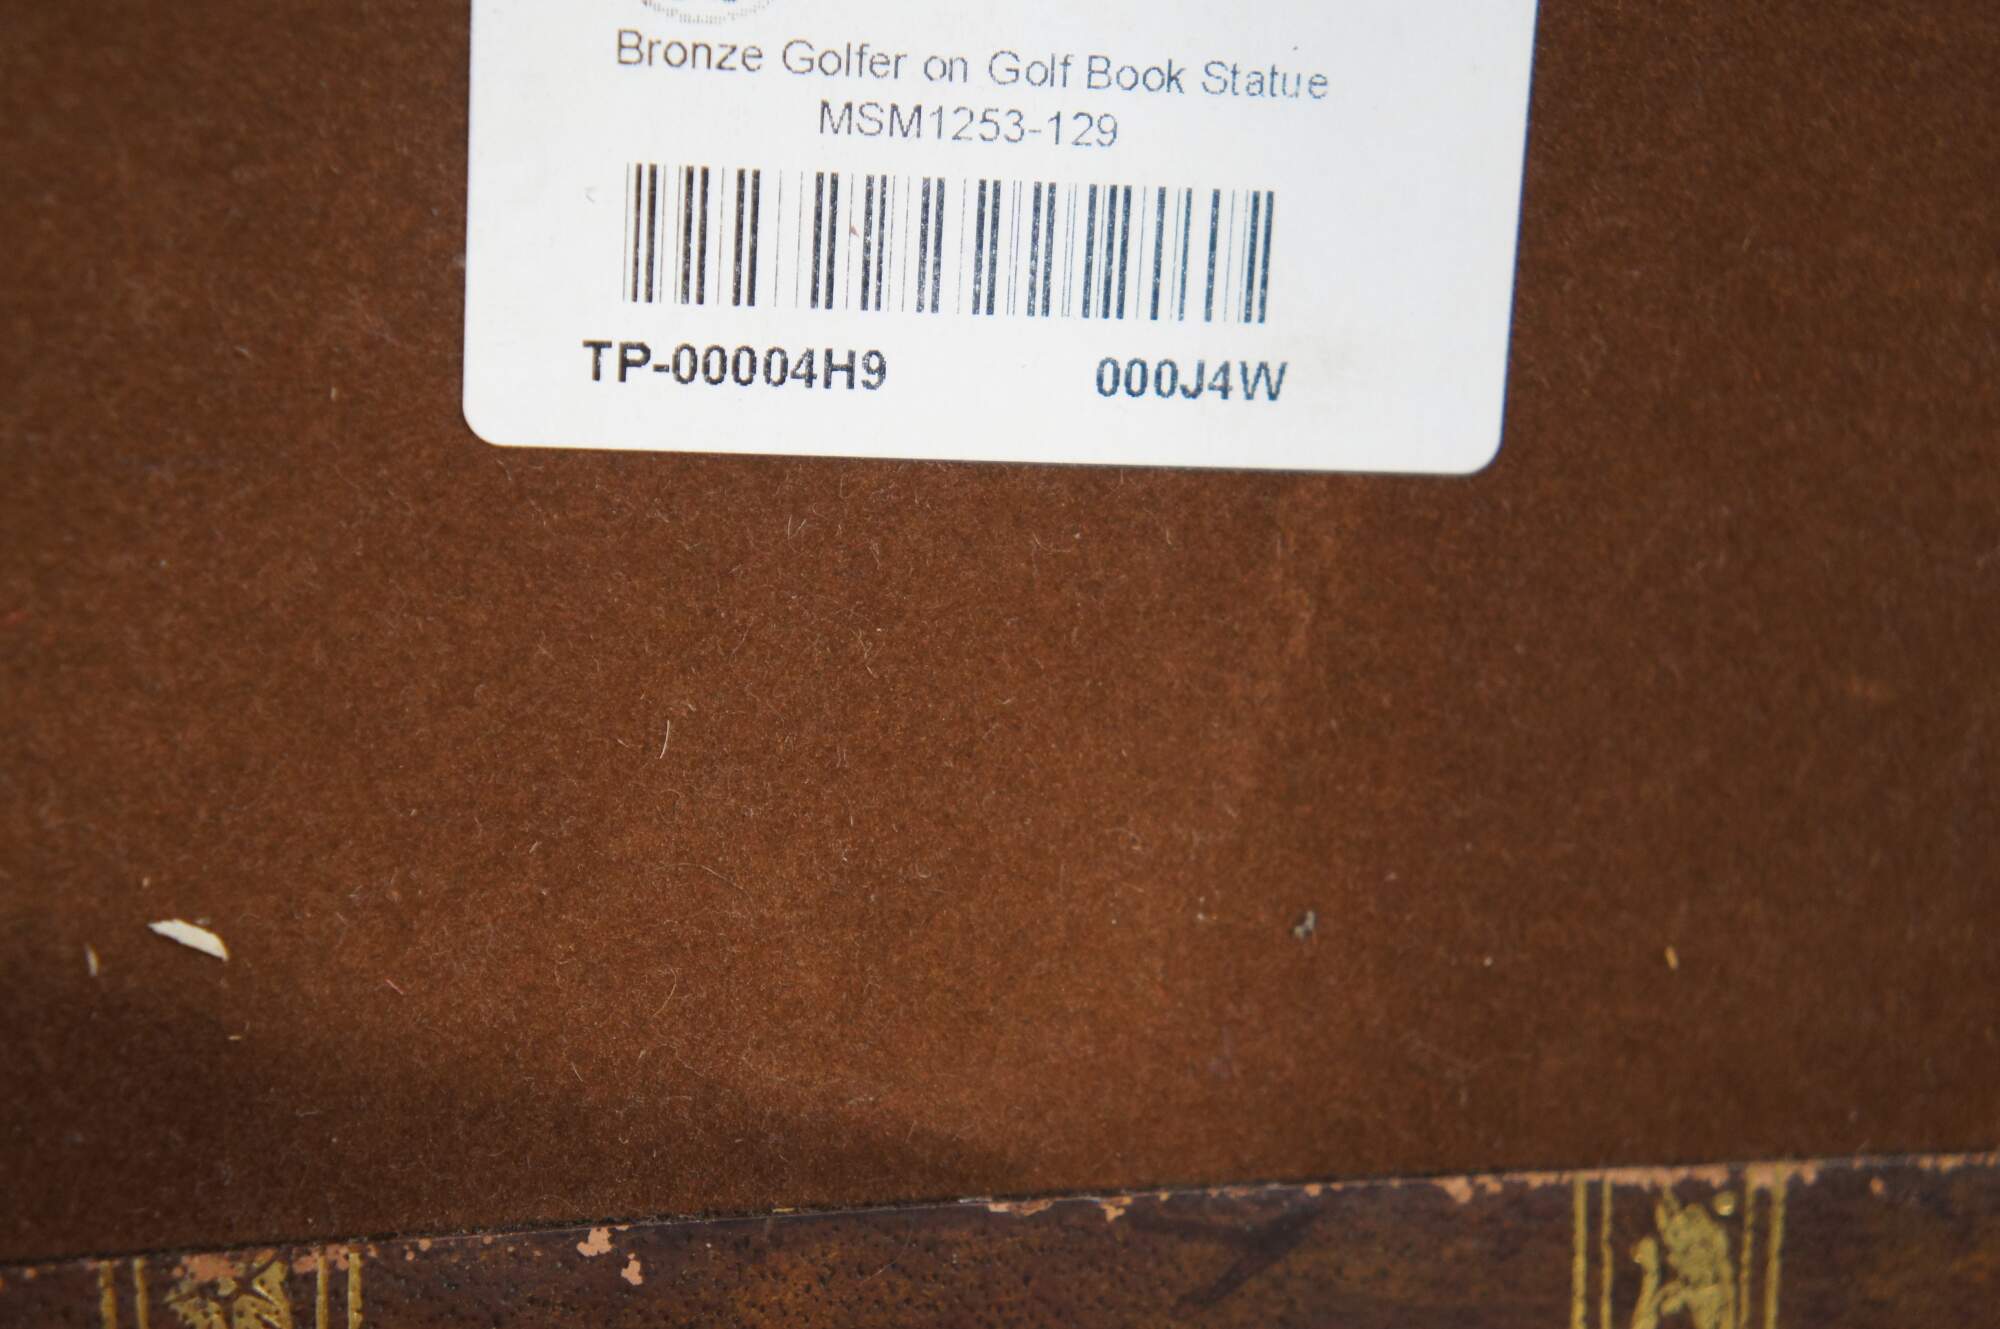 Bronze Golfer on Golf Book Statue
MSM1253-129
TP-00004H9 000J4W